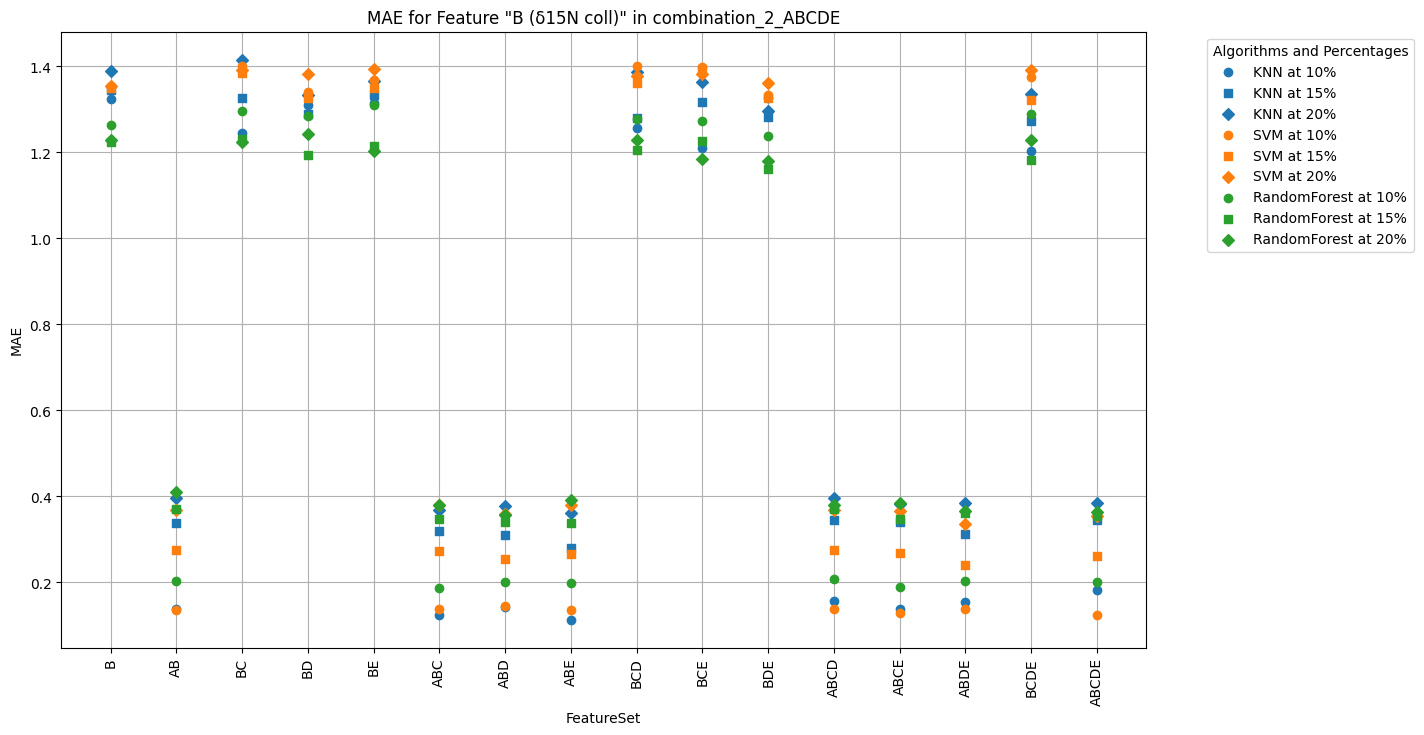 MAE for Feature "B (δ15N coll)" in combination_2_ABCDE
Algorithms and Percentages
KNN at 10%
KNN at 15%
KNN at 20%
SVM at 10%
SVM at 15%
SVM at 20%
RandomForest at 10%
RandomForest at 15%
RandomForest at 20%
MAE
1.4
1.2
1.0
0.8
0.6
0.4
0.2
B
AB
BC
BD
BE
ABC
ABD
ABE
BCD
BCE
BDE
ABCD
ABCE
ABDE
BCDE
ABCDE
FeatureSet